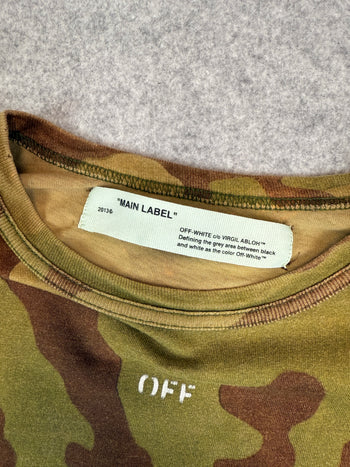 "MAIN LABEL"
2013©
OFF-WHITE c/o VIRGIL ABLOH™
Defining the grey area between black
and white as the color Off-White™
OFF